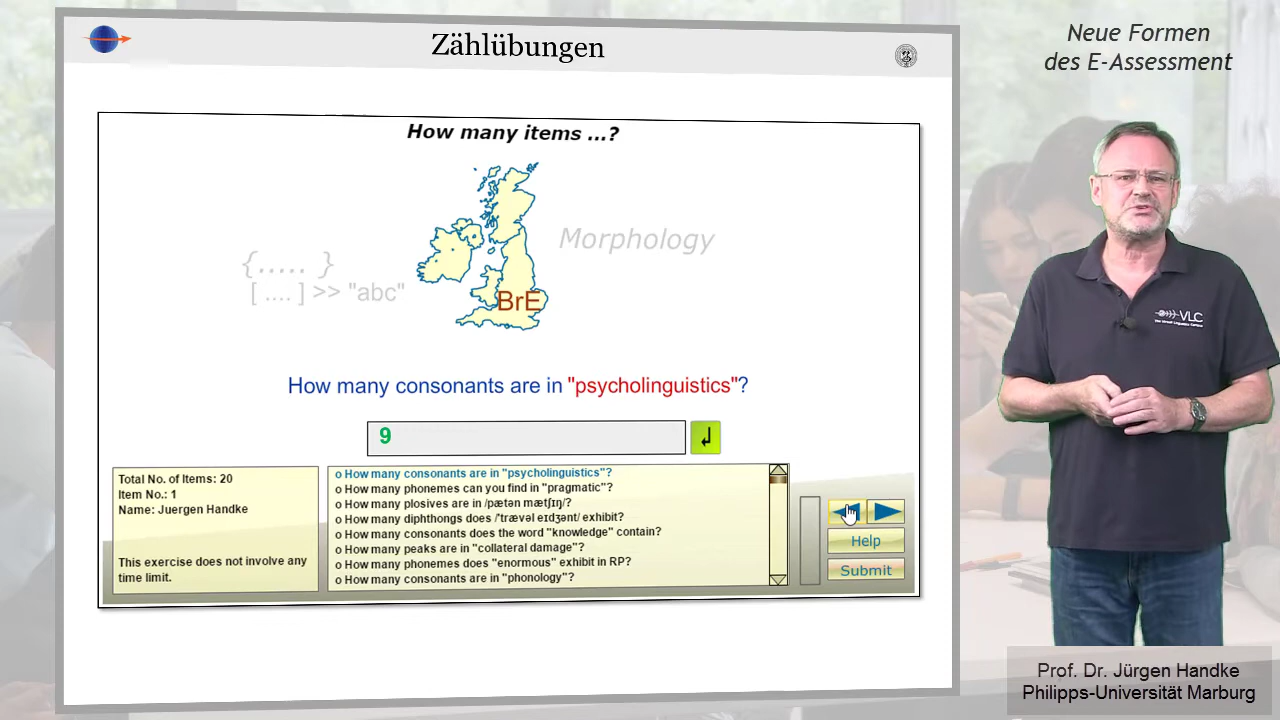 Zählübungen
Neue Formen
des E-Assessment
How many items ...?
Morphology
{..... }
[ .... ] >> "abc"
BrE
How many consonants are in "psycholinguistics"?
9
Total No. of Items: 20
Item No.: 1
Name: Juergen Handke
This exercise does not involve any
time limit.
o How many consonants are in "psycholinguistics"?
o How many phonemes can you find in "pragmatic"?
o How many plosives are in /pætən mætʃɪŋ/?
o How many diphthongs does /'trævəl eɪdʒənt/ exhibit?
o How many consonants does the word "knowledge" contain?
o How many peaks are in "collateral damage"?
o How many phonemes does "enormous" exhibit in RP?
o How many consonants are in "phonology"?
Help
Submit
VLC
Prof. Dr. Jürgen Handke
Philipps-Universität Marburg